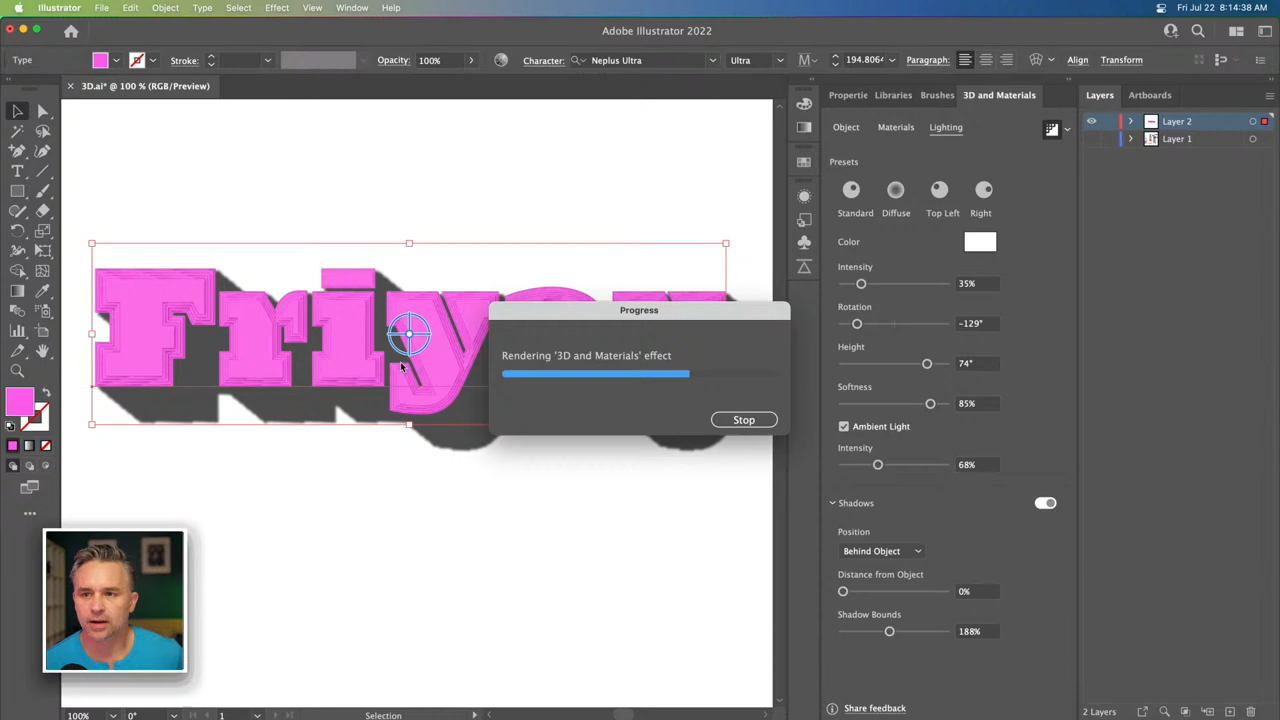 Illustrator File Edit Object Type Select Effect View Window Help Fri Jul 22 8:14:38 AM
Adobe Illustrator 2022
Type Stroke: Opacity: 100% Character: Neplus Ultra Ultra 194.8064 Paragraph: Align Transform
3D.ai* @ 100 % (RGB/Preview) Propertie Libraries Brushes 3D and Materials Layers Artboards
Object Materials Lighting Layer 2
Layer 1
Presets
Standard Diffuse Top Left Right
Color
Intensity
35%
Rotation
-129°
Height
74°
Softness
85%
Ambient Light
Intensity
68%
Shadows
Position
Behind Object
Distance from Object
0%
Shadow Bounds
188%
Share feedback
2 Layers
Progress
Rendering '3D and Materials' effect
Stop
100% 0° 1 Selection